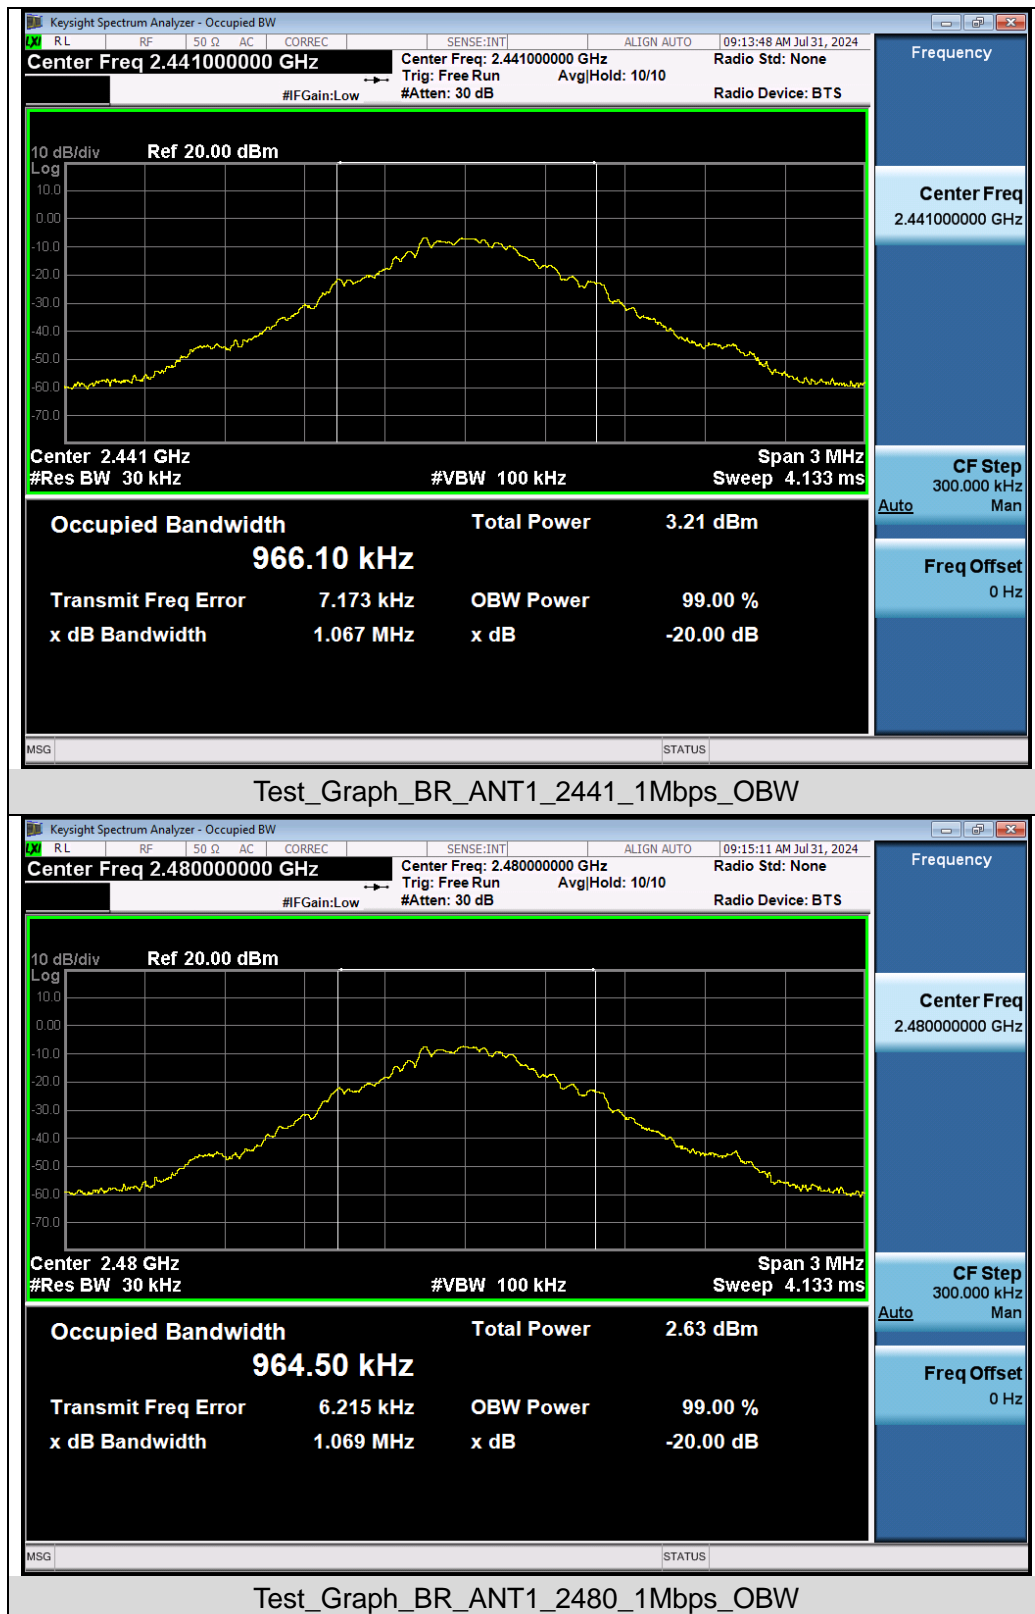 Keysight Spectrum Analyzer - Occupied BW
LXI RL RF 50 Ω AC CORREC SENSE:INT ALIGN AUTO 09:13:48 AM Jul 31, 2024
Center Freq 2.441000000 GHz Center Freq: 2.441000000 GHz Radio Std: None Frequency
Trig: Free Run Avg|Hold: 10/10
#IFGain:Low #Atten: 30 dB Radio Device: BTS
10 dB/div Ref 20.00 dBm
Log
10.0
0.00
-10.0
-20.0
-30.0
-40.0
-50.0
-60.0
-70.0
Center Freq
2.441000000 GHz
Center 2.441 GHz Span 3 MHz
#Res BW 30 kHz #VBW 100 kHz Sweep 4.133 ms
CF Step
300.000 kHz
Auto Man
Occupied Bandwidth Total Power 3.21 dBm
966.10 kHz
Transmit Freq Error 7.173 kHz OBW Power 99.00 %
x dB Bandwidth 1.067 MHz x dB -20.00 dB
Freq Offset
0 Hz
MSG STATUS
Test_Graph_BR_ANT1_2441_1Mbps_OBW
Keysight Spectrum Analyzer - Occupied BW
LXI RL RF 50 Ω AC CORREC SENSE:INT ALIGN AUTO 09:15:11 AM Jul 31, 2024
Center Freq 2.480000000 GHz Center Freq: 2.480000000 GHz Radio Std: None Frequency
Trig: Free Run Avg|Hold: 10/10
#IFGain:Low #Atten: 30 dB Radio Device: BTS
10 dB/div Ref 20.00 dBm
Log
10.0
0.00
-10.0
-20.0
-30.0
-40.0
-50.0
-60.0
-70.0
Center Freq
2.480000000 GHz
Center 2.48 GHz Span 3 MHz
#Res BW 30 kHz #VBW 100 kHz Sweep 4.133 ms
CF Step
300.000 kHz
Auto Man
Occupied Bandwidth Total Power 2.63 dBm
964.50 kHz
Transmit Freq Error 6.215 kHz OBW Power 99.00 %
x dB Bandwidth 1.069 MHz x dB -20.00 dB
Freq Offset
0 Hz
MSG STATUS
Test_Graph_BR_ANT1_2480_1Mbps_OBW